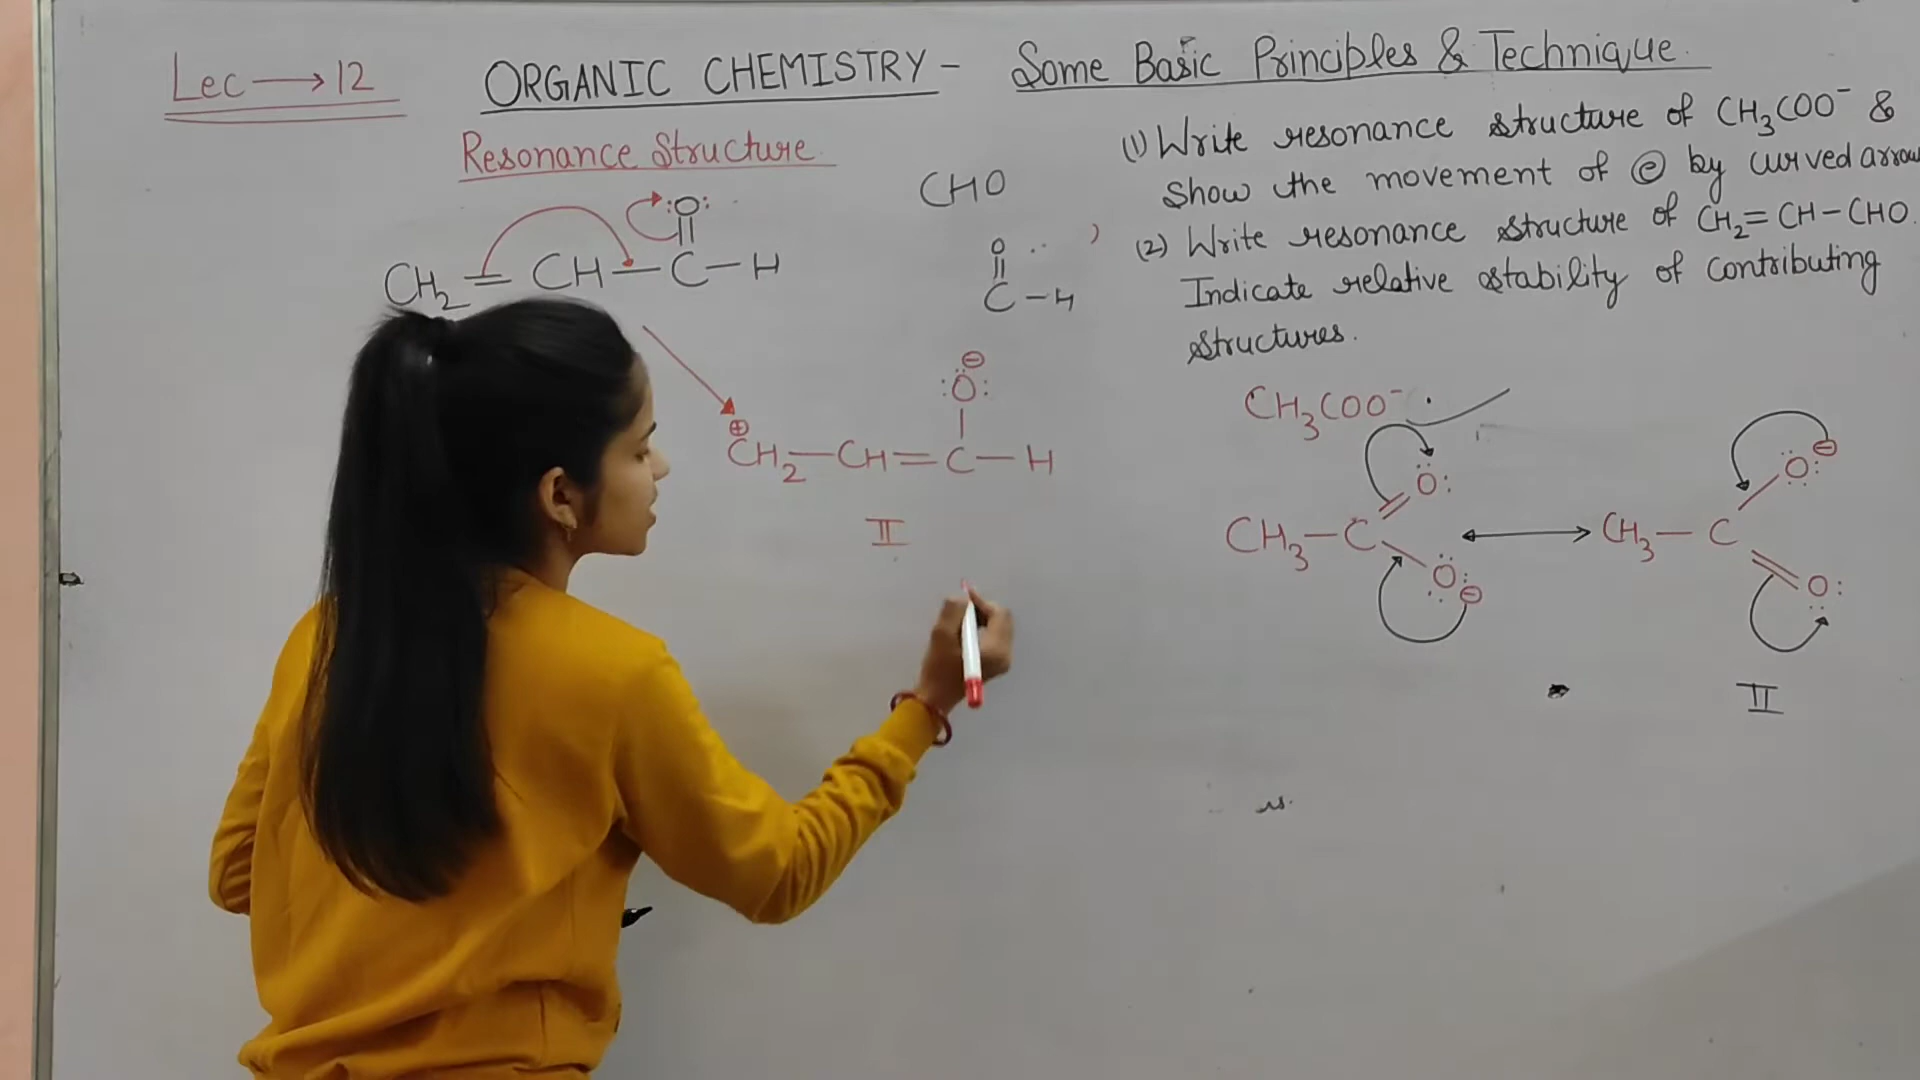 Lec → 12
ORGANIC CHEMISTRY - Some Basic Principles & Technique.
Resonance Structure
(1) Write resonance structure of CH₃COO⁻ &
show the movement of e by curved arrow
(2) Write resonance structure of CH₂=CH-CHO.
Indicate relative stability of contributing
structures.
CHO
:O:
CH₂=CH-C-H
O
C-H
⊖
:Ö:
⊕
CH₂-CH=C-H
II
CH₃COO⁻
Ö:
CH₃-C
Ö: ⊖
↔
Ö: ⊖
CH₃-C
O:
II